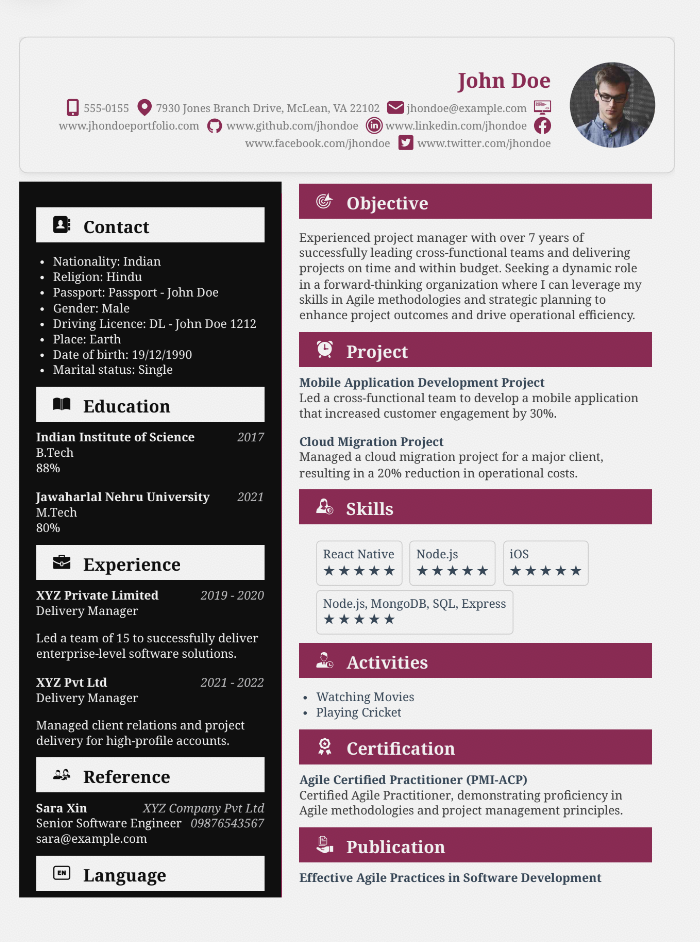 John Doe
555-0155 7930 Jones Branch Drive, McLean, VA 22102 jhondoe@example.com
www.jhondoeportfolio.com www.github.com/jhondoe in www.linkedin.com/jhondoe
www.facebook.com/jhondoe www.twitter.com/jhondoe
Contact
• Nationality: Indian
• Religion: Hindu
• Passport: Passport - John Doe
• Gender: Male
• Driving Licence: DL - John Doe 1212
• Place: Earth
• Date of birth: 19/12/1990
• Marital status: Single
Education
Indian Institute of Science 2017
B.Tech
88%
Jawaharlal Nehru University 2021
M.Tech
80%
Experience
XYZ Private Limited 2019 - 2020
Delivery Manager
Led a team of 15 to successfully deliver
enterprise-level software solutions.
XYZ Pvt Ltd 2021 - 2022
Delivery Manager
Managed client relations and project
delivery for high-profile accounts.
Reference
Sara Xin XYZ Company Pvt Ltd
Senior Software Engineer 09876543567
sara@example.com
EN Language
Objective
Experienced project manager with over 7 years of
successfully leading cross-functional teams and delivering
projects on time and within budget. Seeking a dynamic role
in a forward-thinking organization where I can leverage my
skills in Agile methodologies and strategic planning to
enhance project outcomes and drive operational efficiency.
Project
Mobile Application Development Project
Led a cross-functional team to develop a mobile application
that increased customer engagement by 30%.
Cloud Migration Project
Managed a cloud migration project for a major client,
resulting in a 20% reduction in operational costs.
Skills
React Native Node.js iOS
★★★★★ ★★★★★ ★★★★★
Node.js, MongoDB, SQL, Express
★★★★★
Activities
• Watching Movies
• Playing Cricket
Certification
Agile Certified Practitioner (PMI-ACP)
Certified Agile Practitioner, demonstrating proficiency in
Agile methodologies and project management principles.
Publication
Effective Agile Practices in Software Development